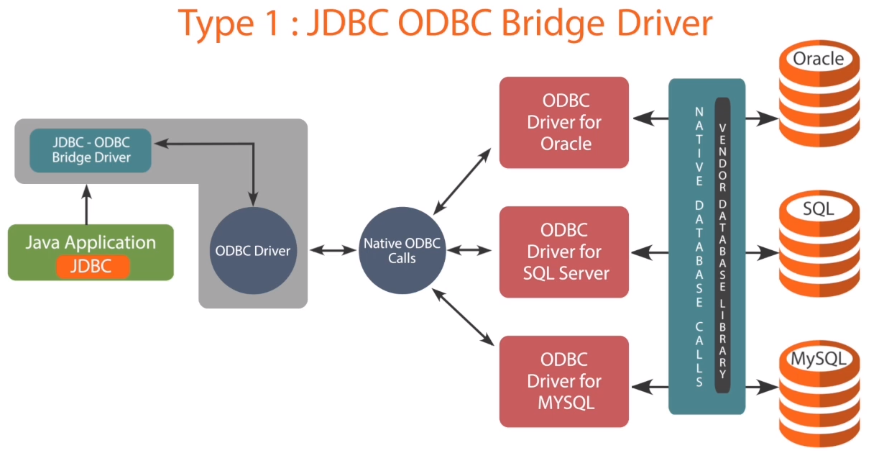 Type 1 : JDBC ODBC Bridge Driver
JDBC - ODBC
Bridge Driver
Java Application
JDBC
ODBC Driver
Native ODBC
Calls
ODBC
Driver for
Oracle
ODBC
Driver for
SQL Server
ODBC
Driver for
MYSQL
NATIVE DATABASE CALLS
VENDOR DATABASE LIBRARY
Oracle
SQL
MySQL